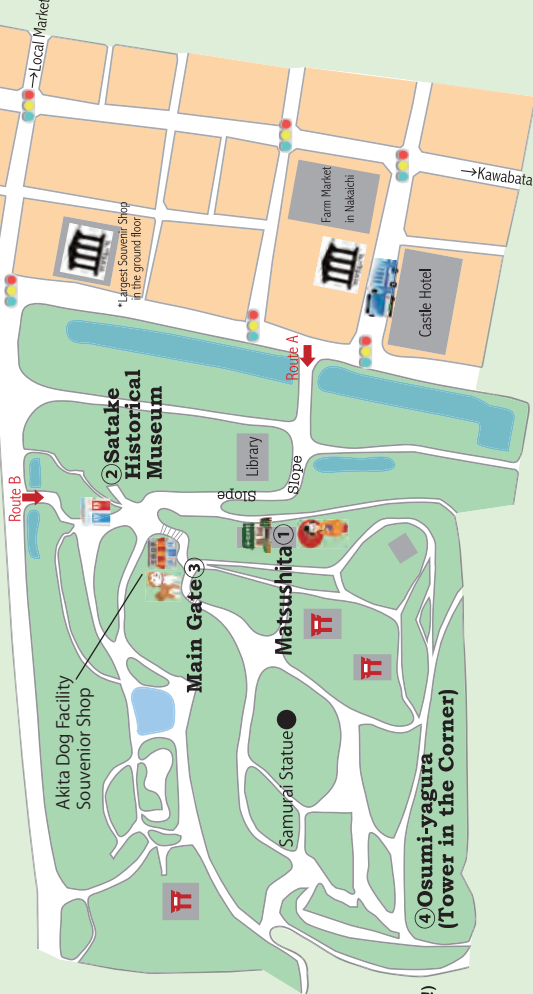 →Local Market
→Kawabata
*Largest Souvenir Shop
in the ground floor
Farm Market
in Nakaichi
Castle Hotel
Route A
Route B
②Satake
Historical
Museum
Library
Slope
Slope
Matsushita①
Main Gate③
Akita Dog Facility
Souvenior Shop
Samurai Statue
④Osumi-yagura
(Tower in the Corner)